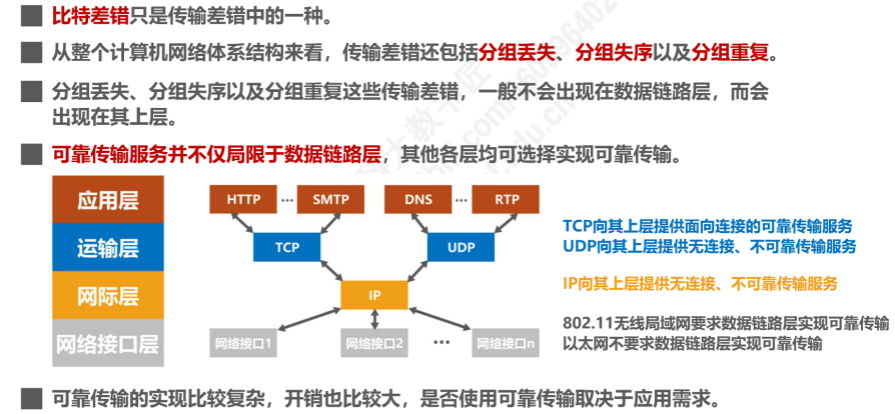 比特差错只是传输差错中的一种。
从整个计算机网络体系结构来看，传输差错还包括分组丢失、分组失序以及分组重复。
分组丢失、分组失序以及分组重复这些传输差错，一般不会出现在数据链路层，而会
出现在其上层。
可靠传输服务并不仅局限于数据链路层，其他各层均可选择实现可靠传输。
应用层
HTTP ··· SMTP
DNS ··· RTP
运输层
TCP
UDP
TCP向其上层提供面向连接的可靠传输服务
UDP向其上层提供无连接、不可靠传输服务
网际层
IP
IP向其上层提供无连接、不可靠传输服务
网络接口层
网络接口1
网络接口2
···
网络接口n
802.11无线局域网要求数据链路层实现可靠传输
以太网不要求数据链路层实现可靠传输
可靠传输的实现比较复杂，开销也比较大，是否使用可靠传输取决于应用需求。